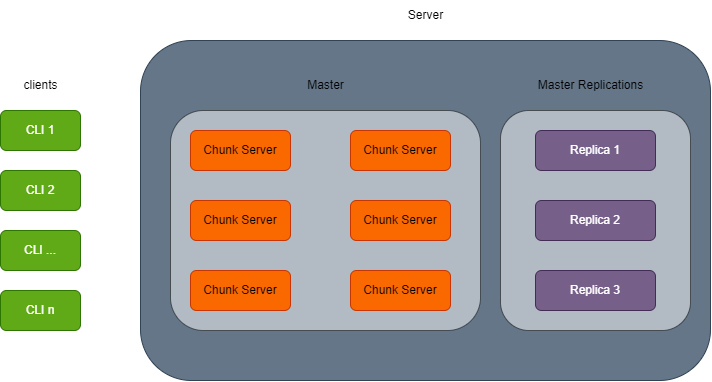 Server
clients
Master
Master Replications
CLI 1
Chunk Server
Chunk Server
Replica 1
CLI 2
Chunk Server
Chunk Server
Replica 2
CLI ...
Chunk Server
Chunk Server
Replica 3
CLI n